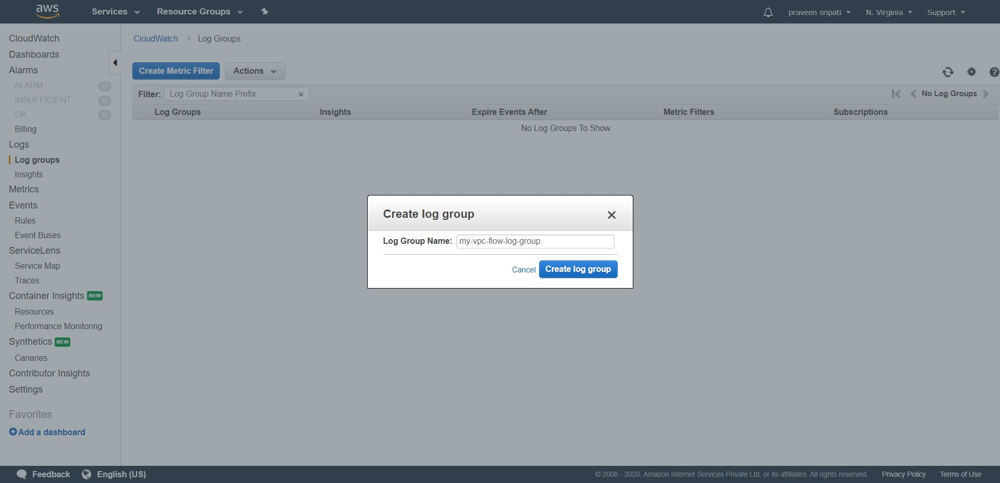 aws Services Resource Groups praveen sripati N. Virginia Support
CloudWatch
Dashboards
Alarms
ALARM 0
INSUFFICIENT 0
OK 0
Billing
Logs
Log groups
Insights
Metrics
Events
Rules
Event Buses
ServiceLens
Service Map
Traces
Container Insights NEW
Resources
Performance Monitoring
Synthetics NEW
Canaries
Contributor Insights
Settings
Favorites
Add a dashboard
CloudWatch > Log Groups
Create Metric Filter Actions
Filter: Log Group Name Prefix × No Log Groups
Log Groups Insights Expire Events After Metric Filters Subscriptions
No Log Groups To Show
Create log group
Log Group Name: my-vpc-flow-log-group
Cancel Create log group
Feedback English (US) © 2008 - 2020, Amazon Internet Services Private Ltd. or its affiliates. All rights reserved. Privacy Policy Terms of Use